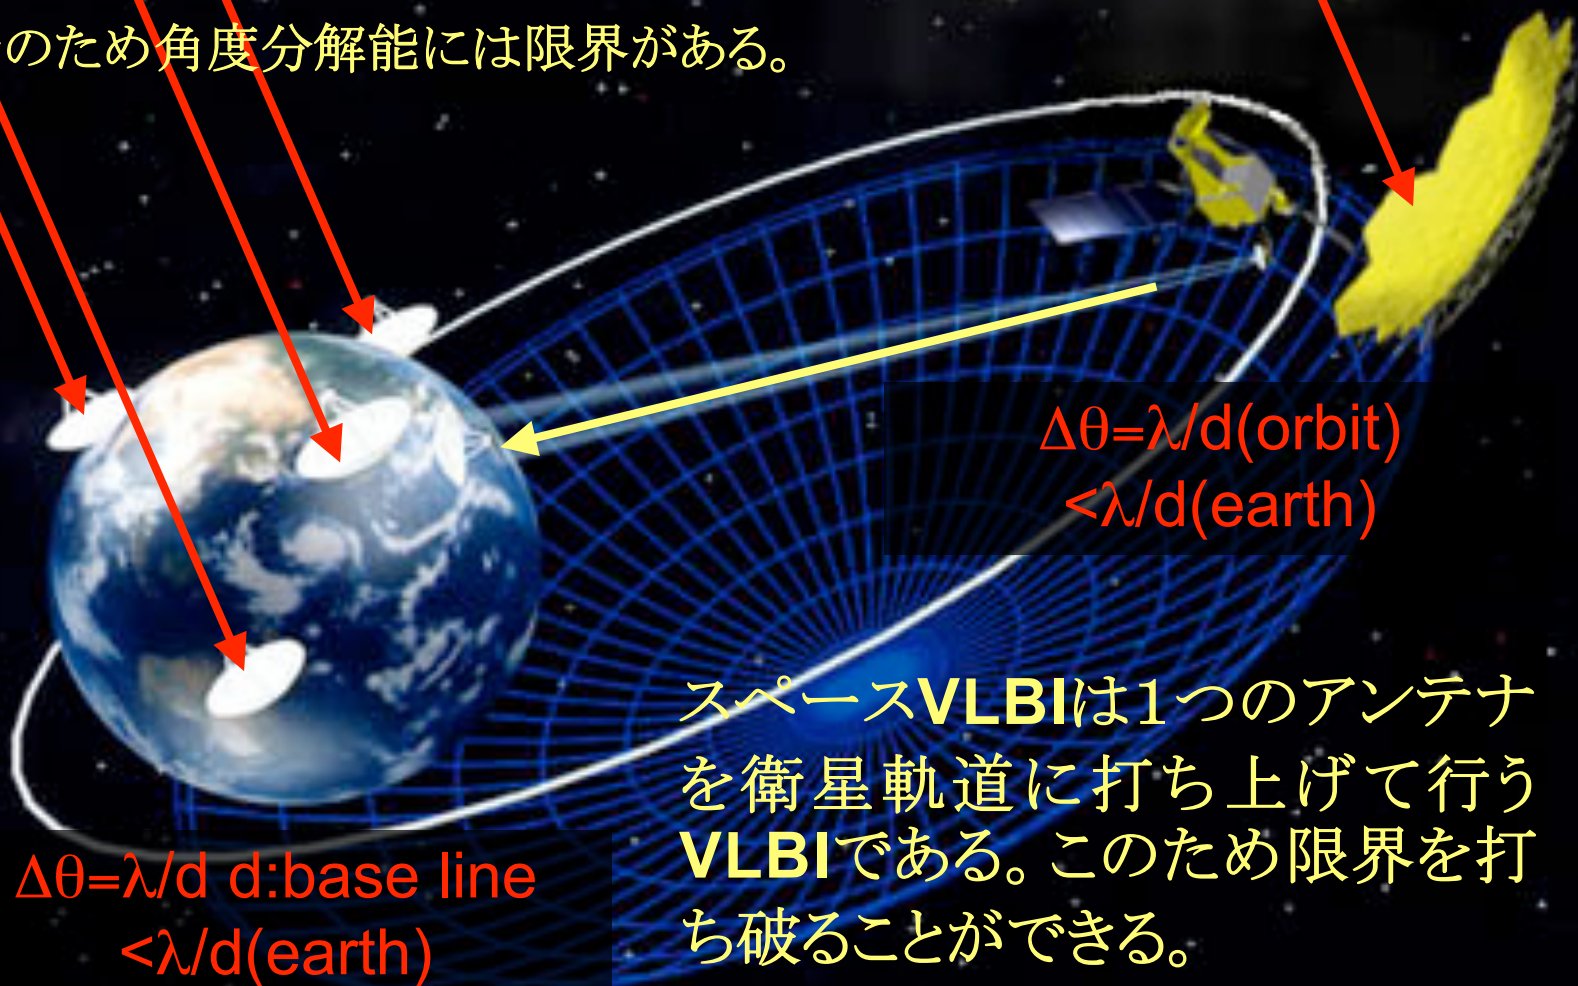 のため角度分解能には限界がある。
Δθ=λ/d(orbit)
<λ/d(earth)
スペースVLBIは1つのアンテナ
を衛星軌道に打ち上げて行う
VLBIである。このため限界を打
ち破ることができる。
Δθ=λ/d d:base line
<λ/d(earth)